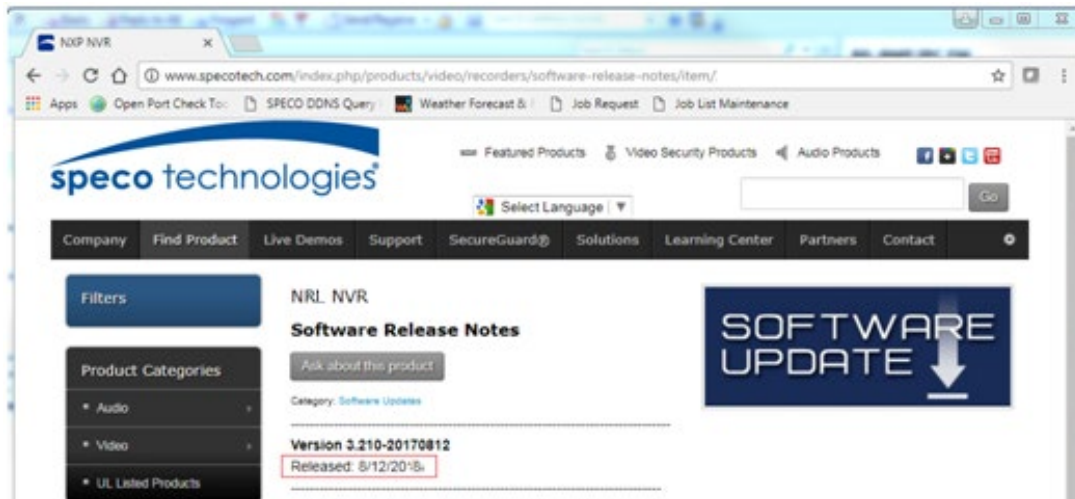 NXP NVR
www.specotech.com/index.php/products/video/recorders/software-release-notes/item/.
Apps Open Port Check To SPECO DDNS Query Weather Forecast & Job Request Job List Maintenance
speco technologies®
Featured Products Video Security Products Audio Products
Select Language ▼
Go
Company Find Product Live Demos Support SecureGuard® Solutions Learning Center Partners Contact
Filters
Product Categories
Audio
Video
UL Listed Products
NRL NVR
Software Release Notes
Ask about this product
Category: Software Updates
Version 3.210-20170812
Released:
SOFTWARE
UPDATE